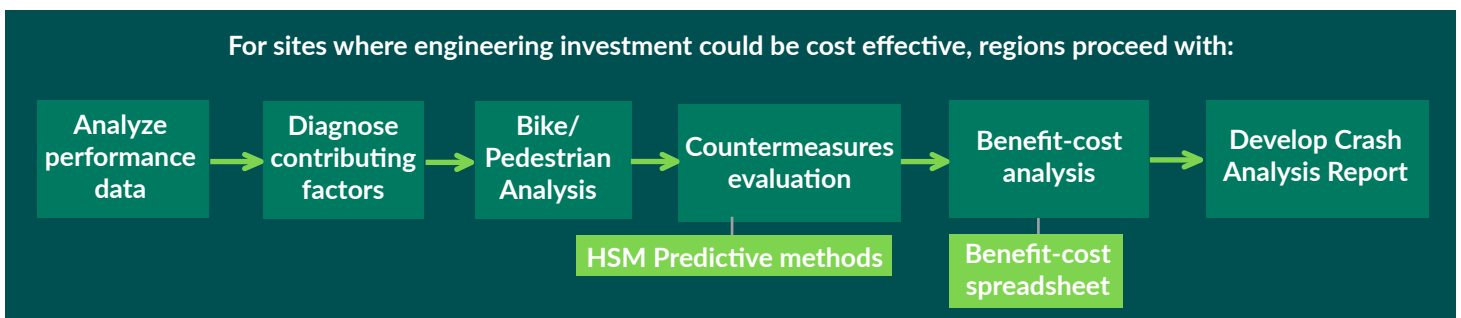 For sites where engineering investment could be cost effective, regions proceed with:
Analyze
performance
data
Diagnose
contributing
factors
Bike/
Pedestrian
Analysis
Countermeasures
evaluation
Benefit-cost
analysis
Develop Crash
Analysis Report
HSM Predictive methods
Benefit-cost
spreadsheet